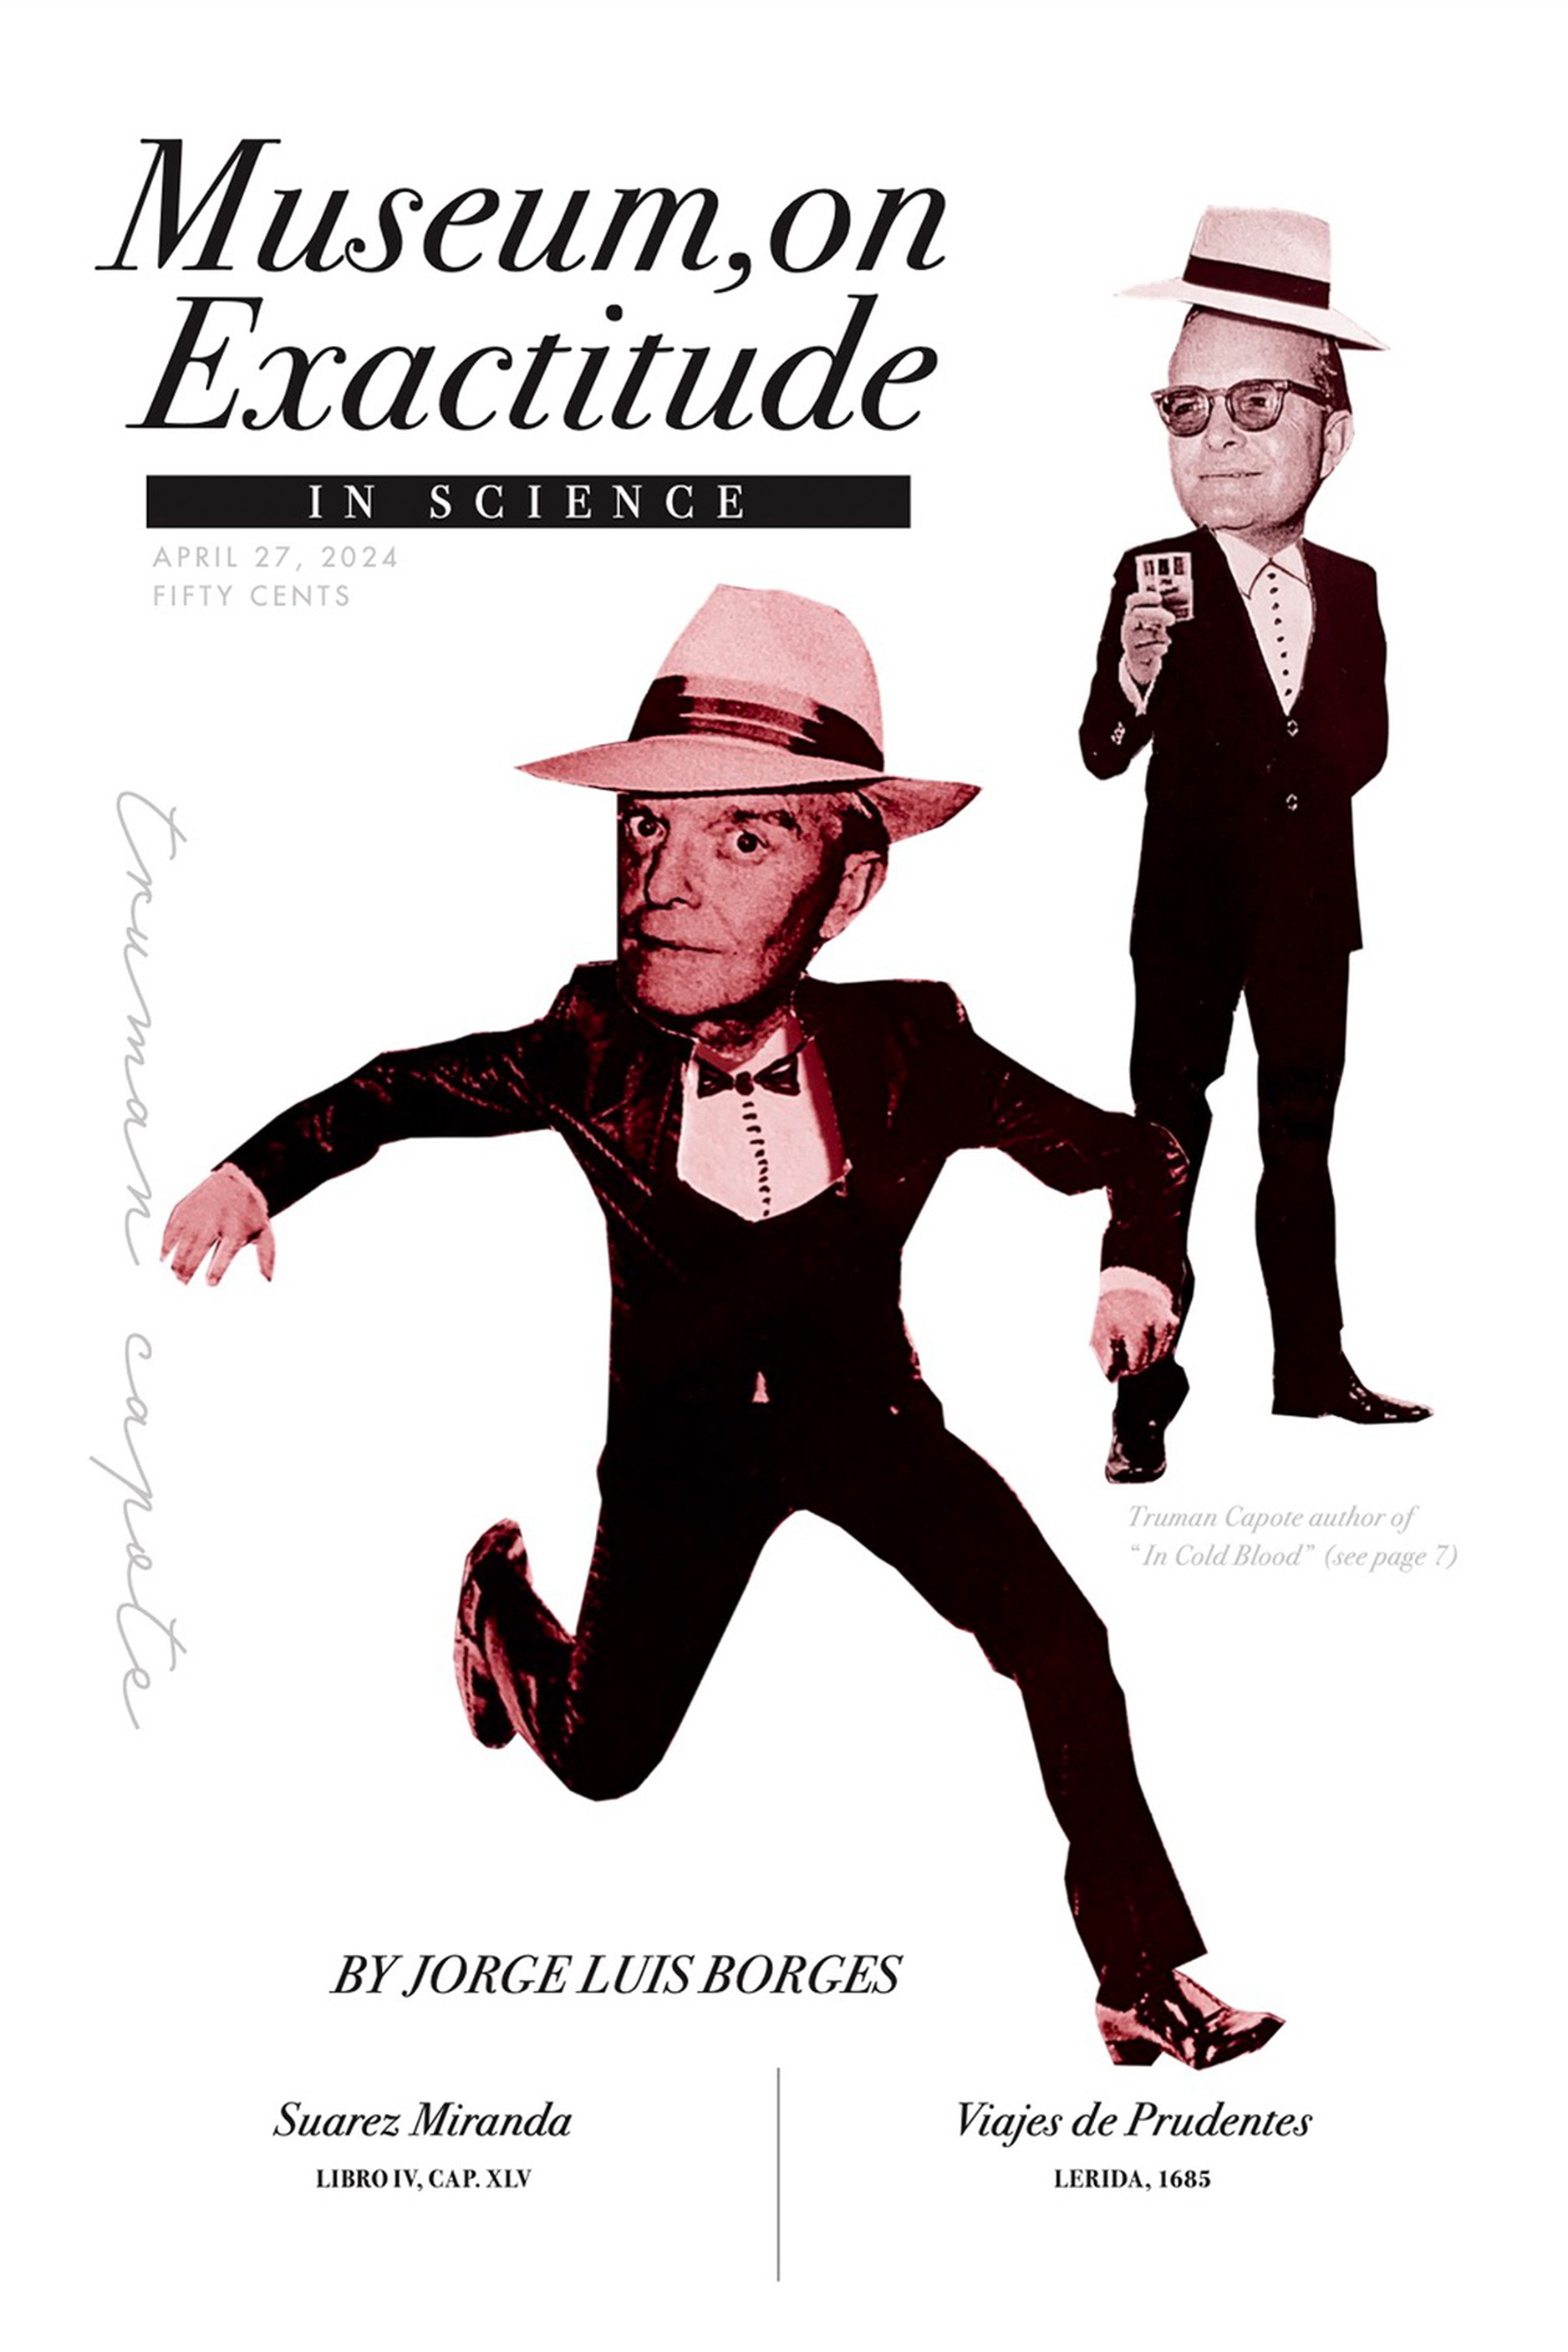 Museum,on
Exactitude
IN SCIENCE
APRIL 27, 2024
FIFTY CENTS
truman capote
Truman Capote author of
“In Cold Blood” (see page 7)
BY JORGE LUIS BORGES
Suarez Miranda
LIBRO IV, CAP. XLV
Viajes de Prudentes
LERIDA, 1685